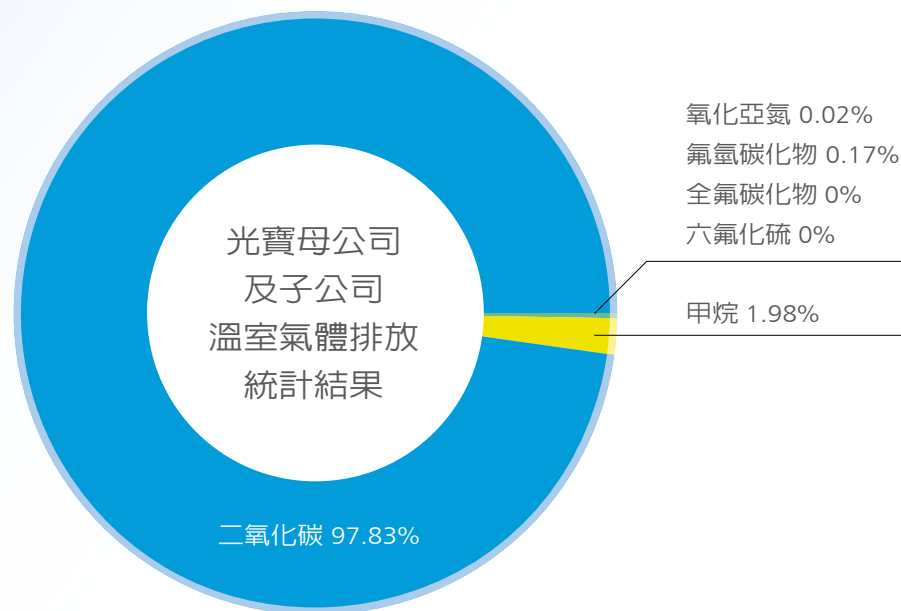 氧化亞氮 0.02%
氟氫碳化物 0.17%
全氟碳化物 0%
六氟化硫 0%
甲烷 1.98%
光寶母公司
及子公司
溫室氣體排放
統計結果
二氧化碳 97.83%